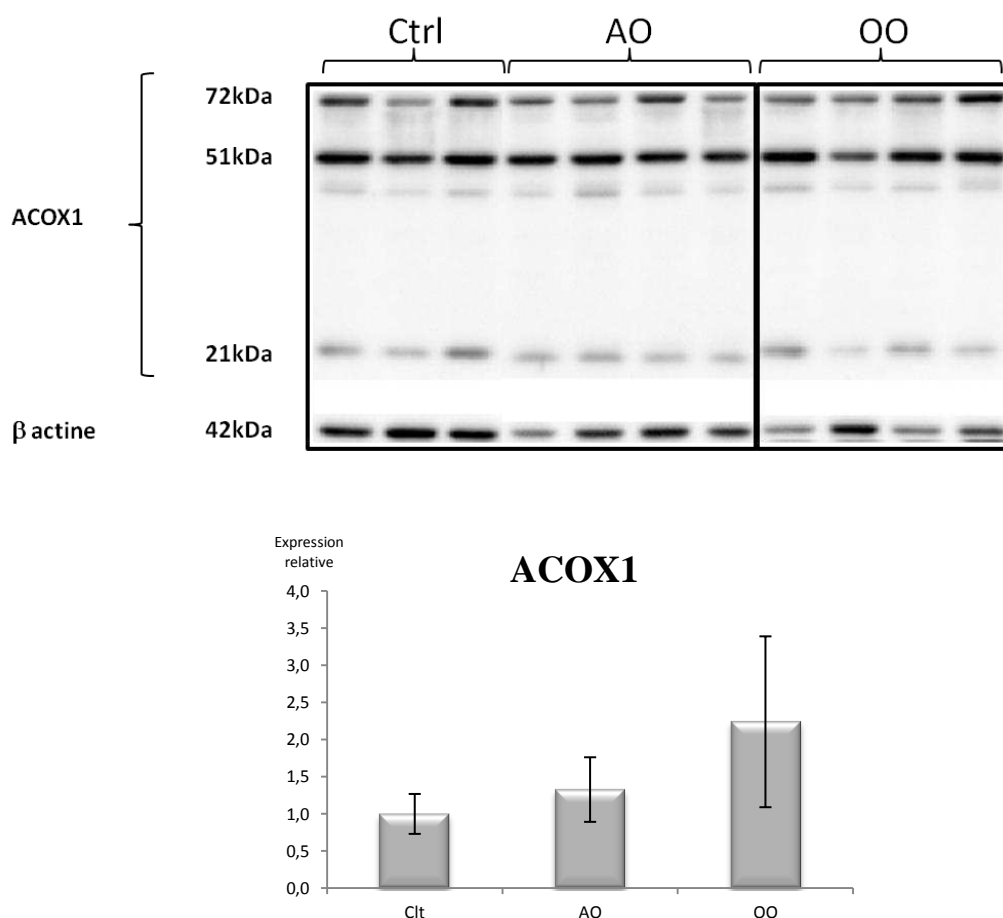 Ctrl AO OO
72kDa
51kDa
ACOX1
21kDa
β actine 42kDa
Expression
relative
ACOX1
4,0
3,5
3,0
2,5
2,0
1,5
1,0
0,5
0,0
Clt AO OO